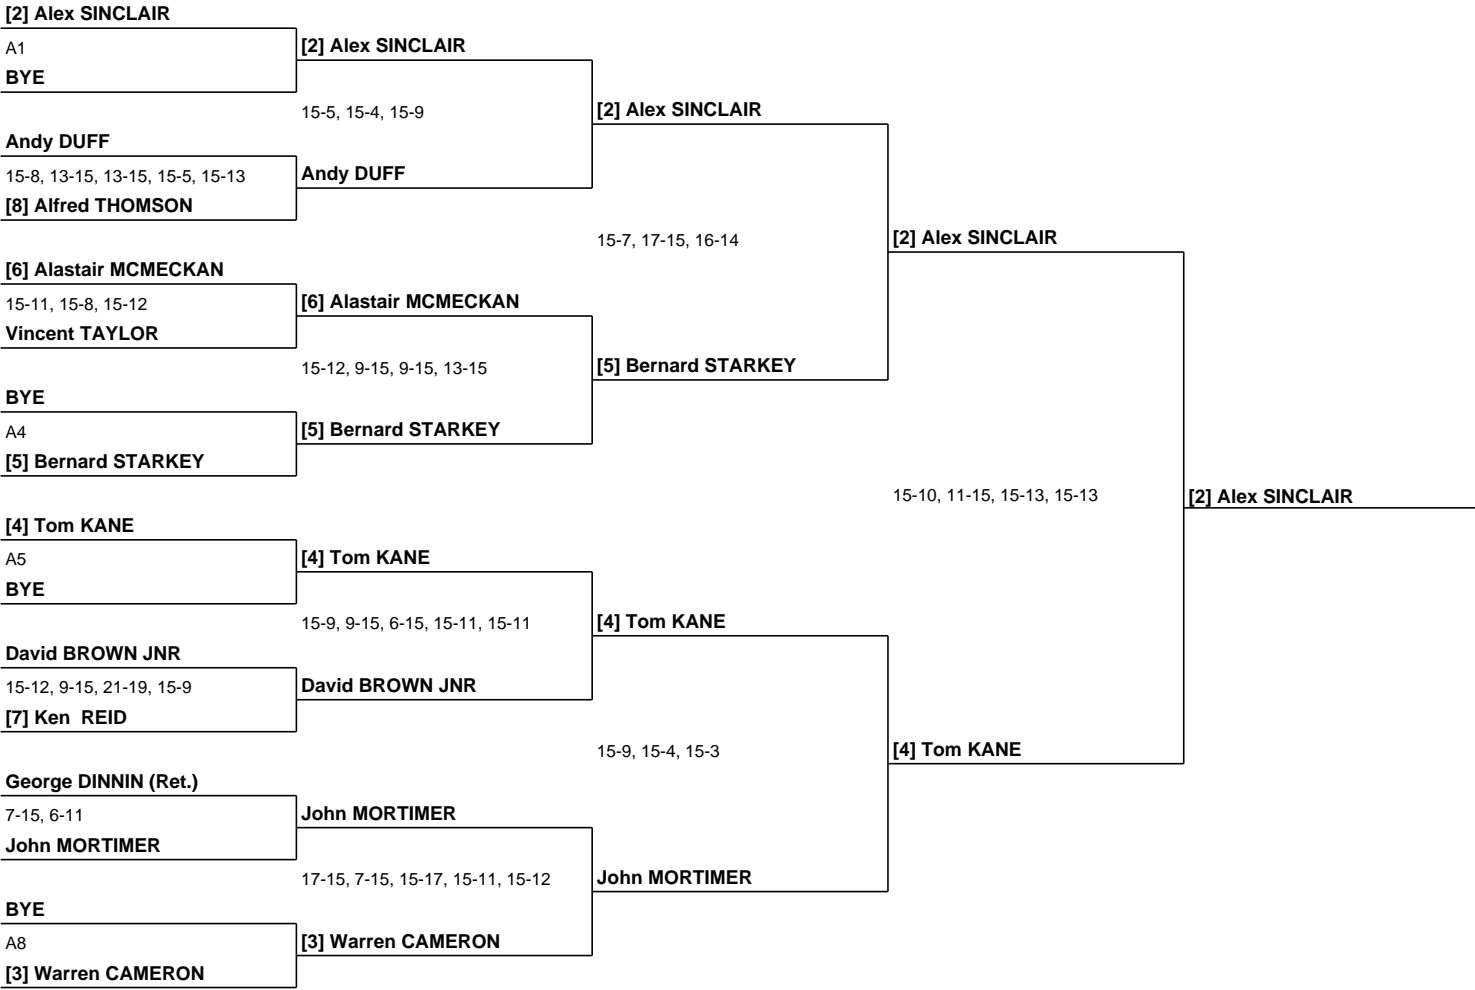 [2] Alex SINCLAIR
A1
BYE
Andy DUFF
15-8, 13-15, 13-15, 15-5, 15-13
[8] Alfred THOMSON
[6] Alastair MCMECKAN
15-11, 15-8, 15-12
Vincent TAYLOR
BYE
A4
[5] Bernard STARKEY
[4] Tom KANE
A5
BYE
David BROWN JNR
15-12, 9-15, 21-19, 15-9
[7] Ken  REID
George DINNIN (Ret.)
7-15, 6-11
John MORTIMER
BYE
A8
[3] Warren CAMERON
[2] Alex SINCLAIR
15-5, 15-4, 15-9
Andy DUFF
[6] Alastair MCMECKAN
15-12, 9-15, 9-15, 13-15
[5] Bernard STARKEY
[4] Tom KANE
15-9, 9-15, 6-15, 15-11, 15-11
David BROWN JNR
John MORTIMER
17-15, 7-15, 15-17, 15-11, 15-12
[3] Warren CAMERON
[2] Alex SINCLAIR
15-7, 17-15, 16-14
[5] Bernard STARKEY
[4] Tom KANE
15-9, 15-4, 15-3
John MORTIMER
[2] Alex SINCLAIR
15-10, 11-15, 15-13, 15-13
[4] Tom KANE
[2] Alex SINCLAIR